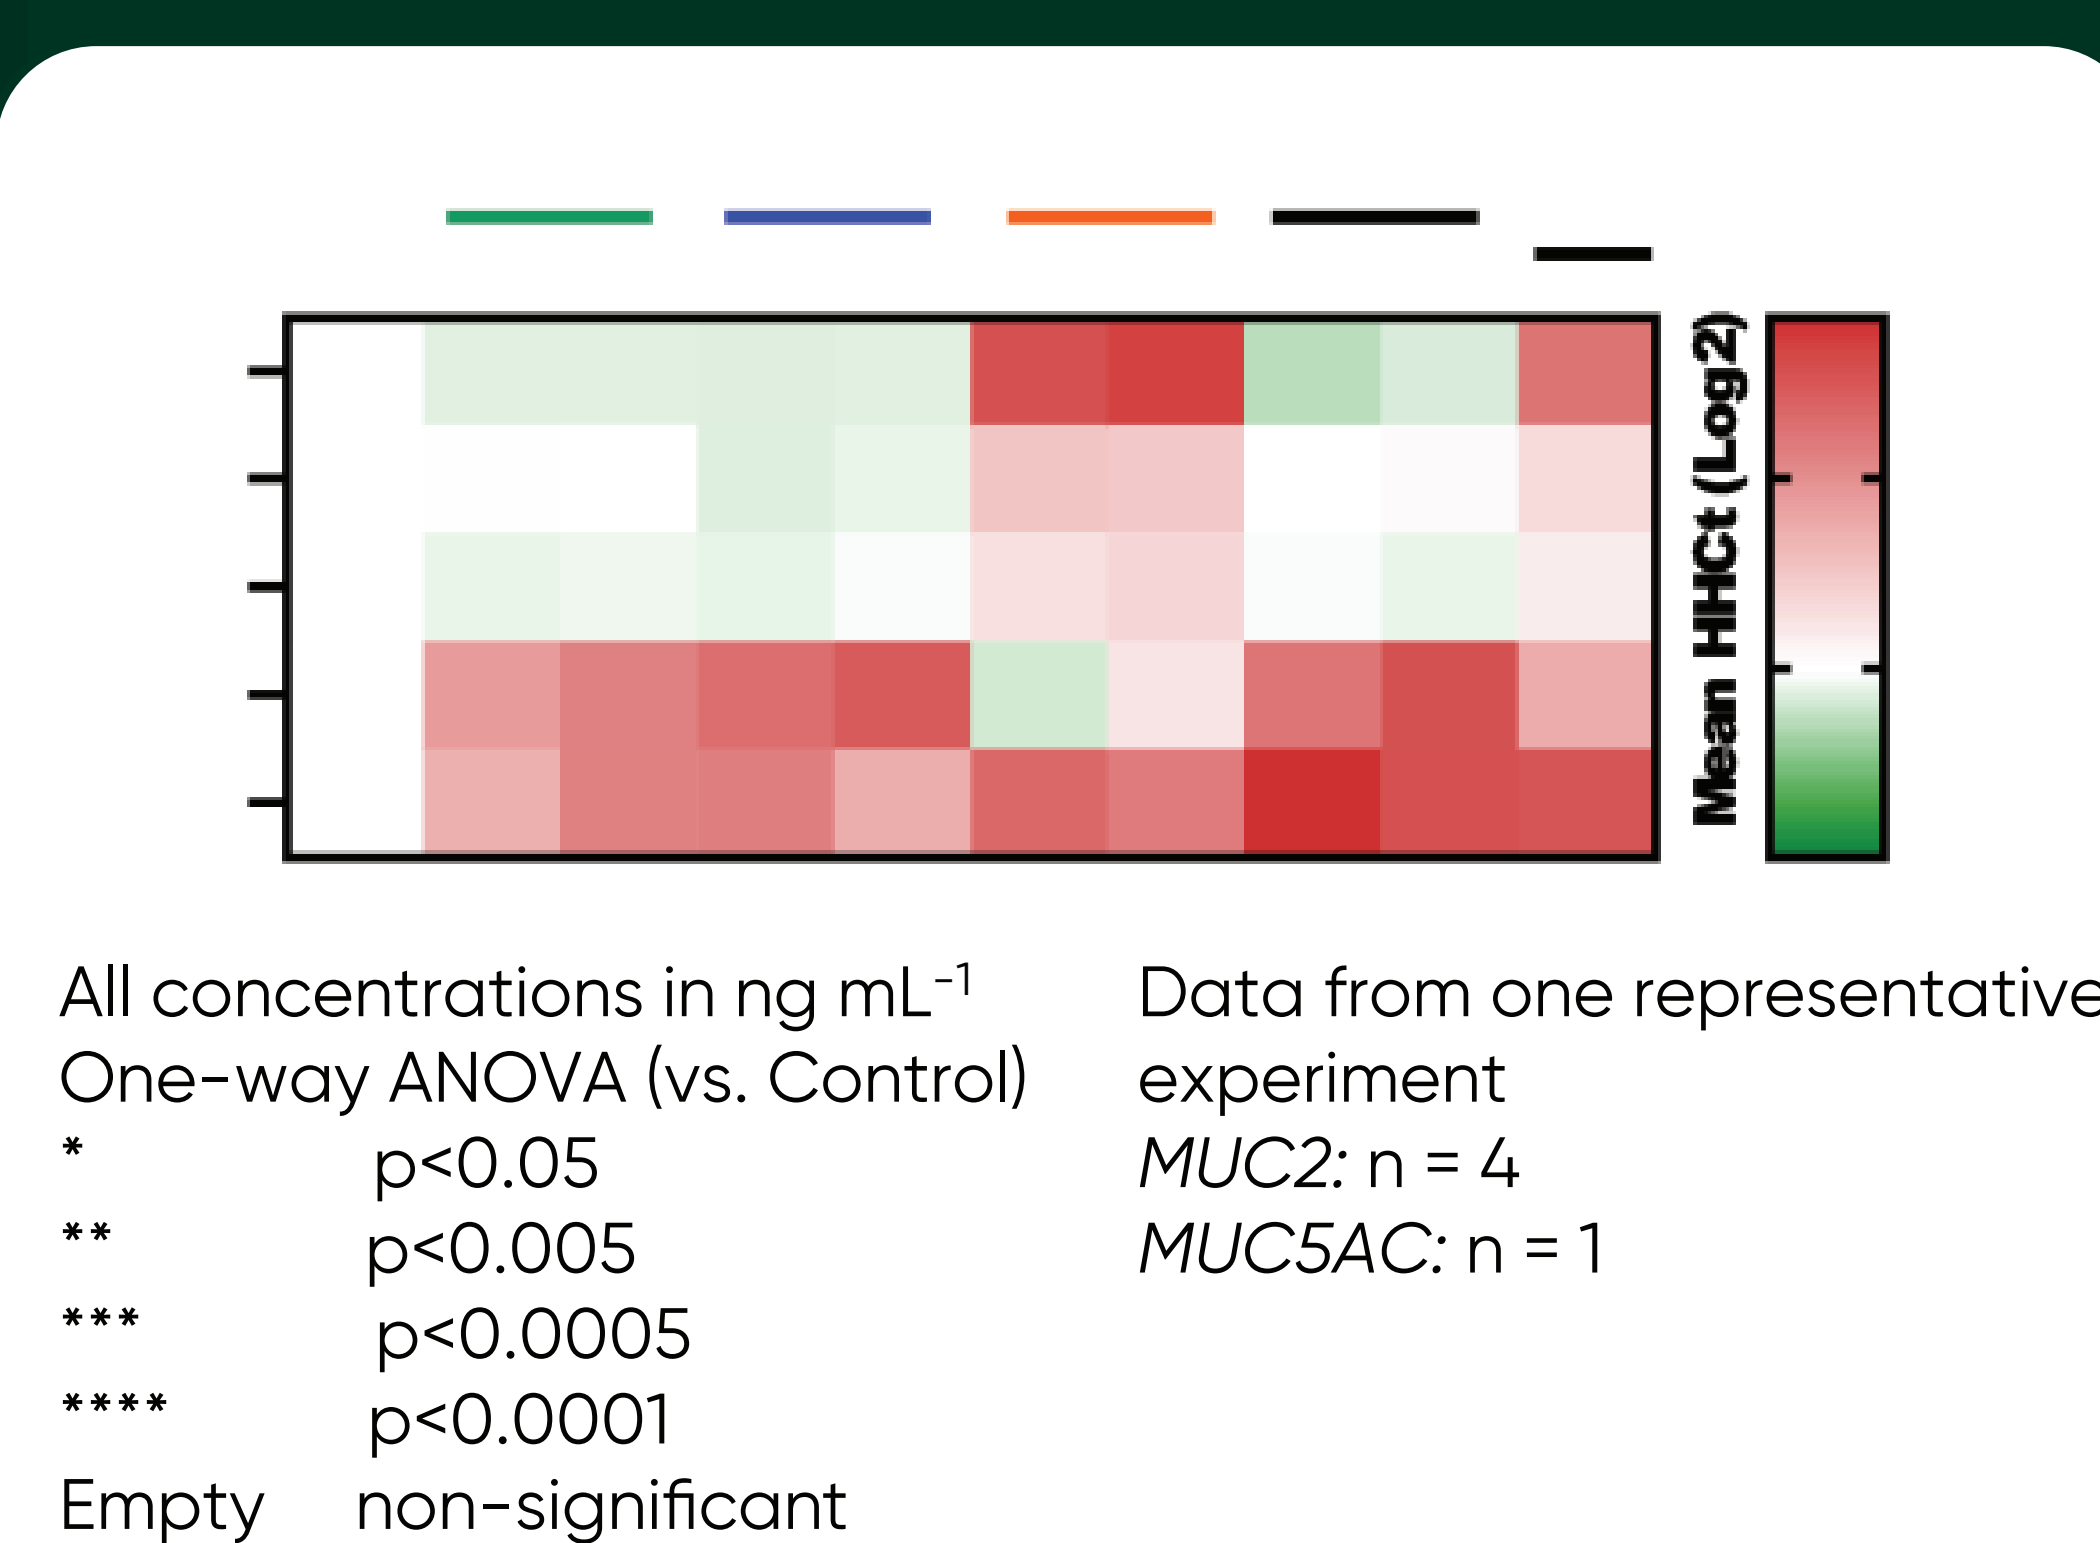 Mean HHCt (Log2)
All concentrations in ng mL⁻¹
One-way ANOVA (vs. Control)
* p<0.05
** p<0.005
*** p<0.0005
**** p<0.0001
Empty non-significant
Data from one representative
experiment
MUC2: n = 4
MUC5AC: n = 1